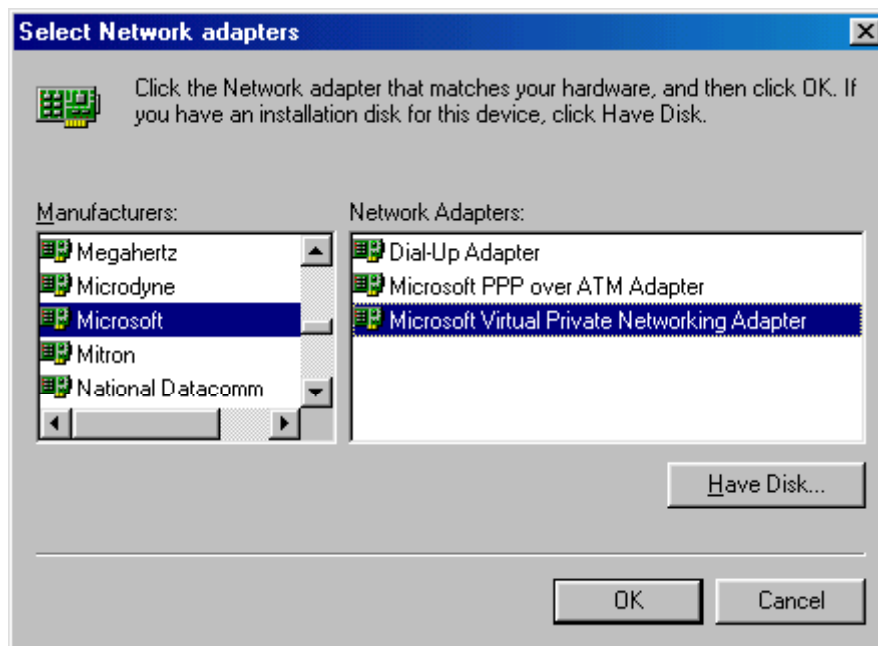 Select Network adapters
Click the Network adapter that matches your hardware, and then click OK. If
you have an installation disk for this device, click Have Disk.
Manufacturers:
Megahertz
Microdyne
Microsoft
Mitron
National Datacomm
Network Adapters:
Dial-Up Adapter
Microsoft PPP over ATM Adapter
Microsoft Virtual Private Networking Adapter
Have Disk...
OK
Cancel